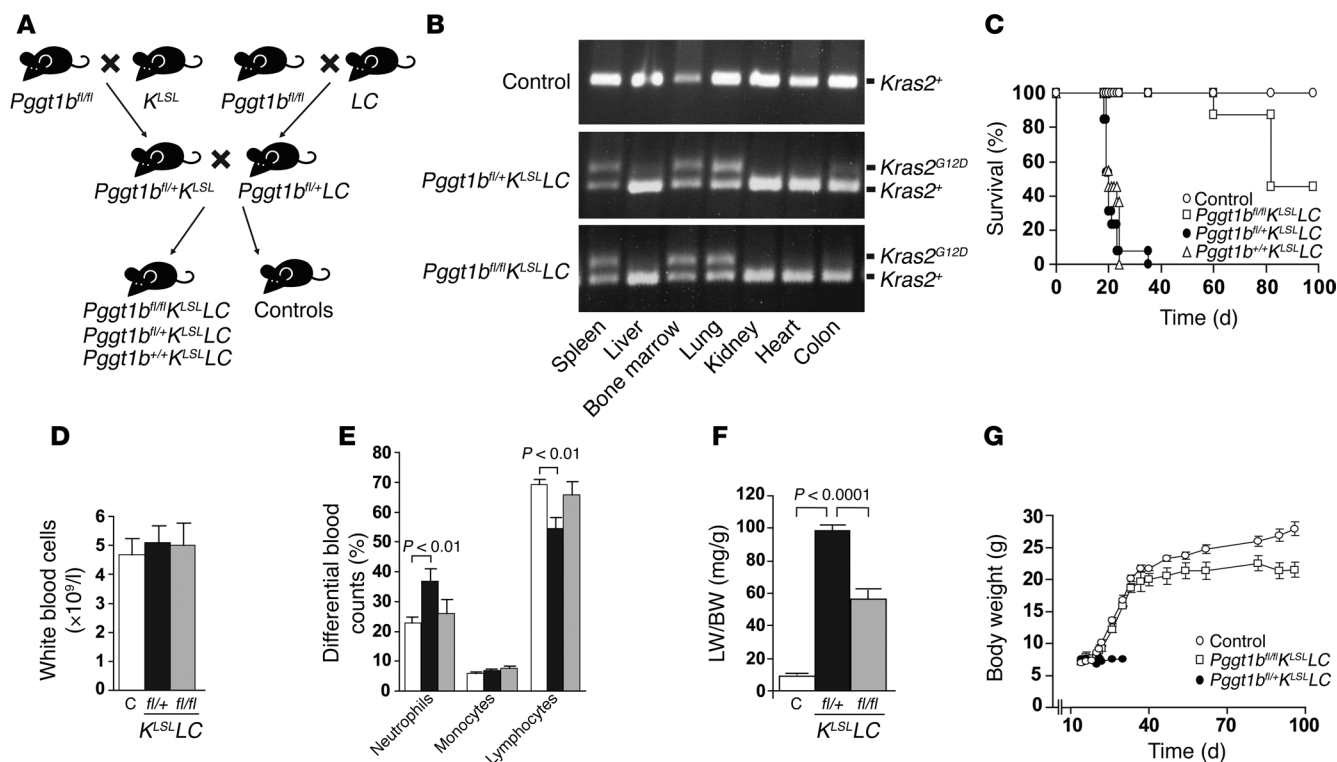 A
Pggt1b^fl/fl K^LSL Pggt1b^fl/fl LC
Pggt1b^fl/+K^LSL Pggt1b^fl/+LC
Pggt1b^fl/flK^LSLLC
Pggt1b^fl/+K^LSLLC
Pggt1b^+/+K^LSLLC
Controls
B
Control
Kras2^+
Pggt1b^fl/+K^LSLLC
Kras2^G12D
Kras2^+
Pggt1b^fl/flK^LSLLC
Kras2^G12D
Kras2^+
Spleen
Liver
Bone marrow
Lung
Kidney
Heart
Colon
C
Survival (%)
100
80
60
40
20
0
Control
Pggt1b^fl/flK^LSLLC
Pggt1b^fl/+K^LSLLC
Pggt1b^+/+K^LSLLC
0 20 40 60 80 100
Time (d)
D
White blood cells
(×10^9/l)
6
5
4
3
2
1
0
C fl/+ fl/fl
K^LSLLC
E
Differential blood
counts (%)
80
70
60
50
40
30
20
10
0
P < 0.01
P < 0.01
Neutrophils
Monocytes
Lymphocytes
F
LW/BW (mg/g)
120
100
80
60
40
20
0
P < 0.0001
C fl/+ fl/fl
K^LSLLC
G
Body weight (g)
30
25
20
15
10
5
0
Control
Pggt1b^fl/flK^LSLLC
Pggt1b^fl/+K^LSLLC
10 40 70 100
Time (d)